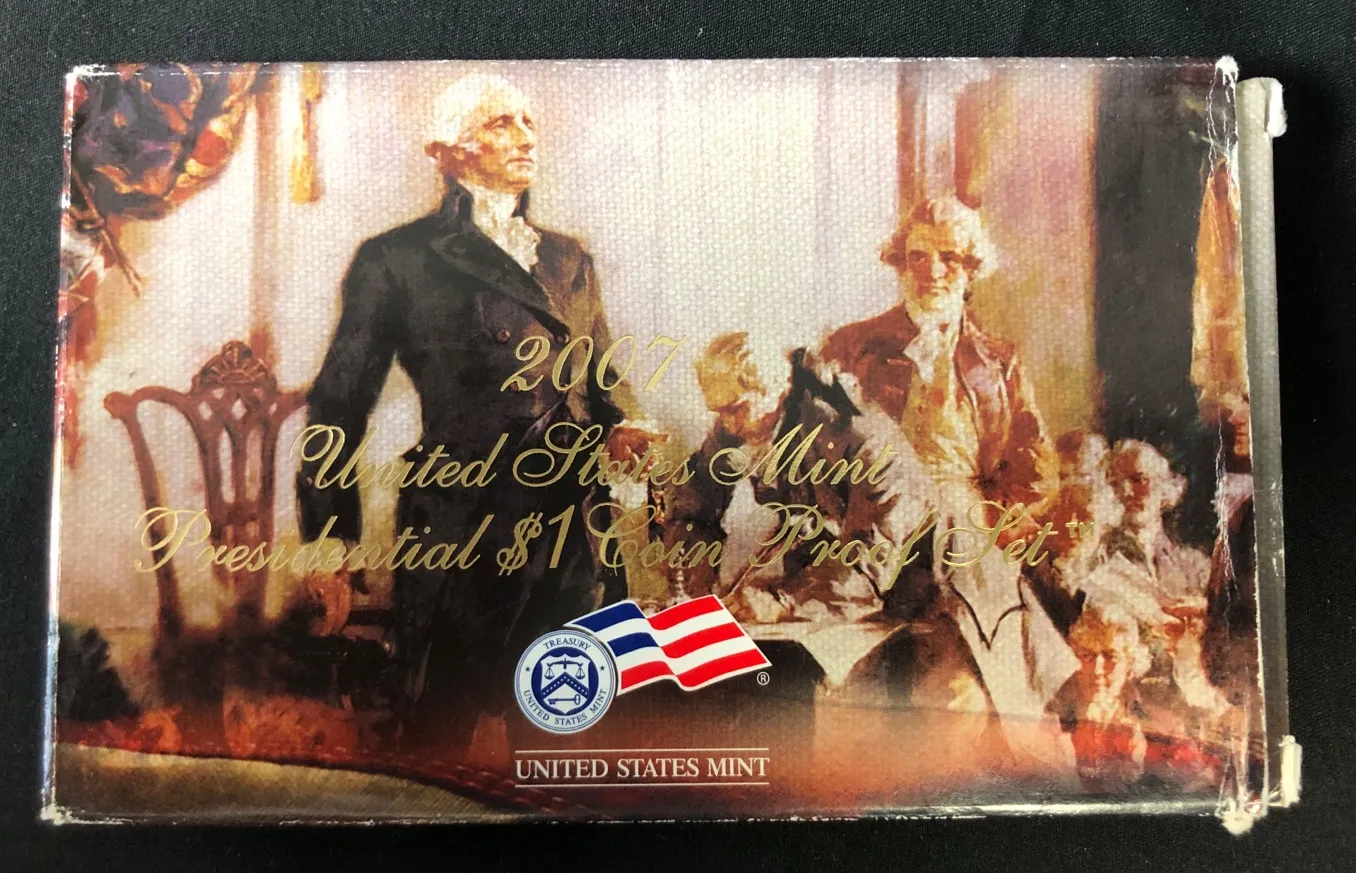 2007
United States Mint
Presidential $1 Coin Proof Set™
TREASURY
UNITED STATES MINT
®
UNITED STATES MINT